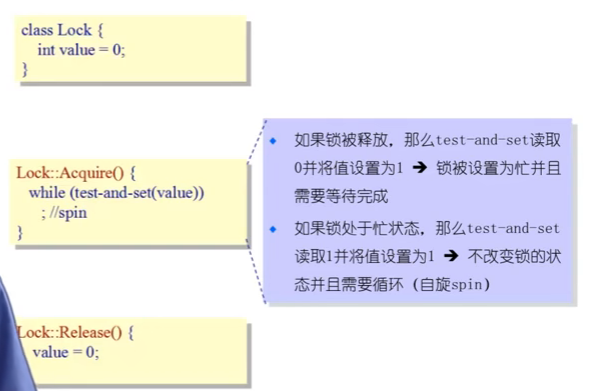 class Lock {
int value = 0;
}
如果锁被释放，那么test-and-set读取
0并将值设置为1 ➔ 锁被设置为忙并且
需要等待完成
如果锁处于忙状态，那么test-and-set
读取1并将值设置为1 ➔ 不改变锁的状
态并且需要循环（自旋spin）
Lock::Acquire() {
while (test-and-set(value))
; //spin
}
Lock::Release() {
value = 0;